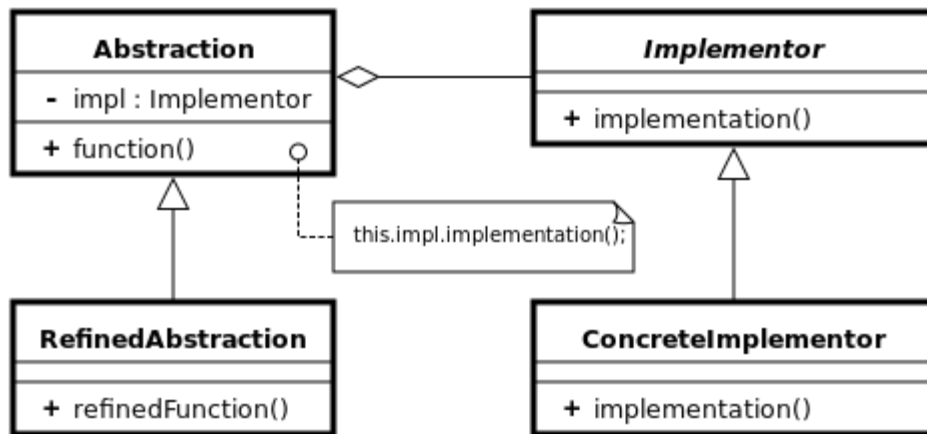 Abstraction
- impl : Implementor
+ function()
Implementor
+ implementation()
this.impl.implementation();
RefinedAbstraction
+ refinedFunction()
ConcreteImplementor
+ implementation()